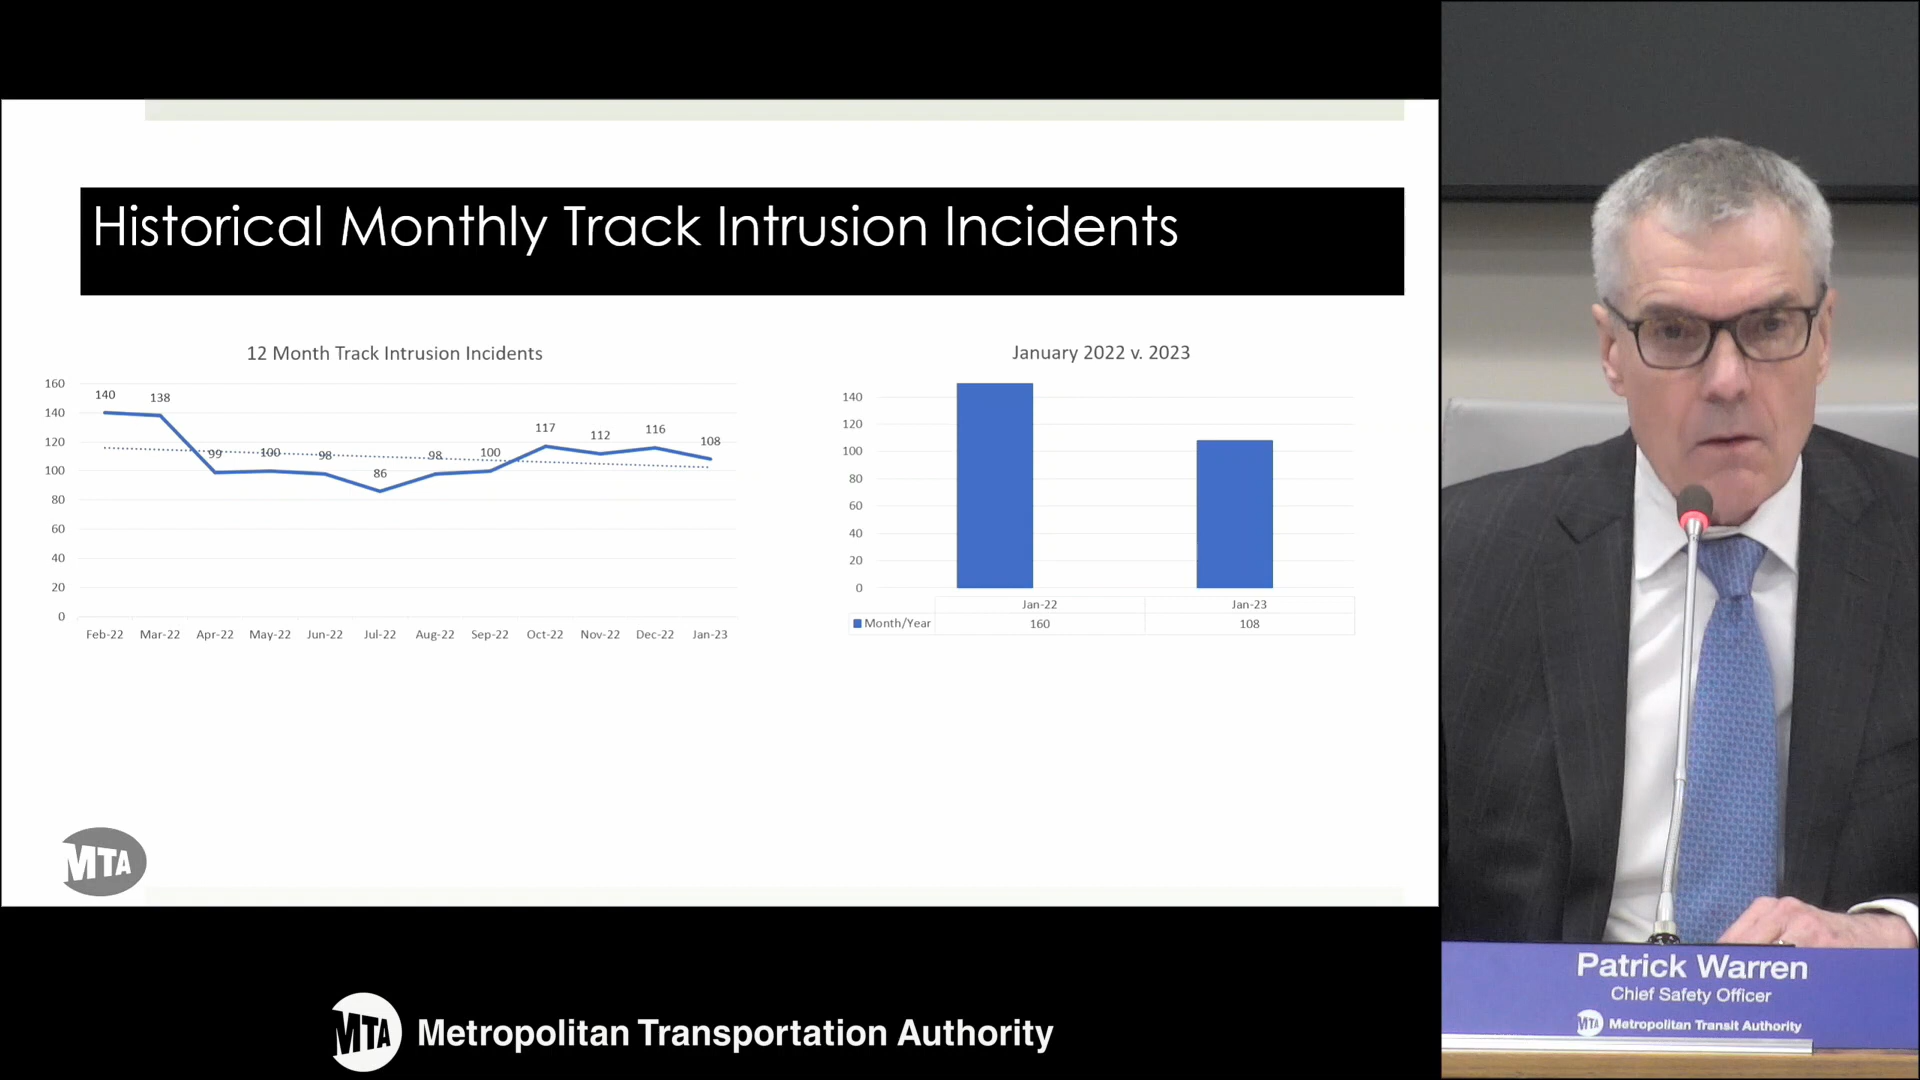 Historical Monthly Track Intrusion Incidents
12 Month Track Intrusion Incidents
160
140
120
100
80
60
40
20
0
140
138
99
100
98
86
98
100
117
112
116
108
Feb-22 Mar-22 Apr-22 May-22 Jun-22 Jul-22 Aug-22 Sep-22 Oct-22 Nov-22 Dec-22 Jan-23
January 2022 v. 2023
140
120
100
80
60
40
20
0
Jan-22 Jan-23
Month/Year 160 108
MTA
MTA Metropolitan Transportation Authority
Patrick Warren
Chief Safety Officer
MTA Metropolitan Transit Authority